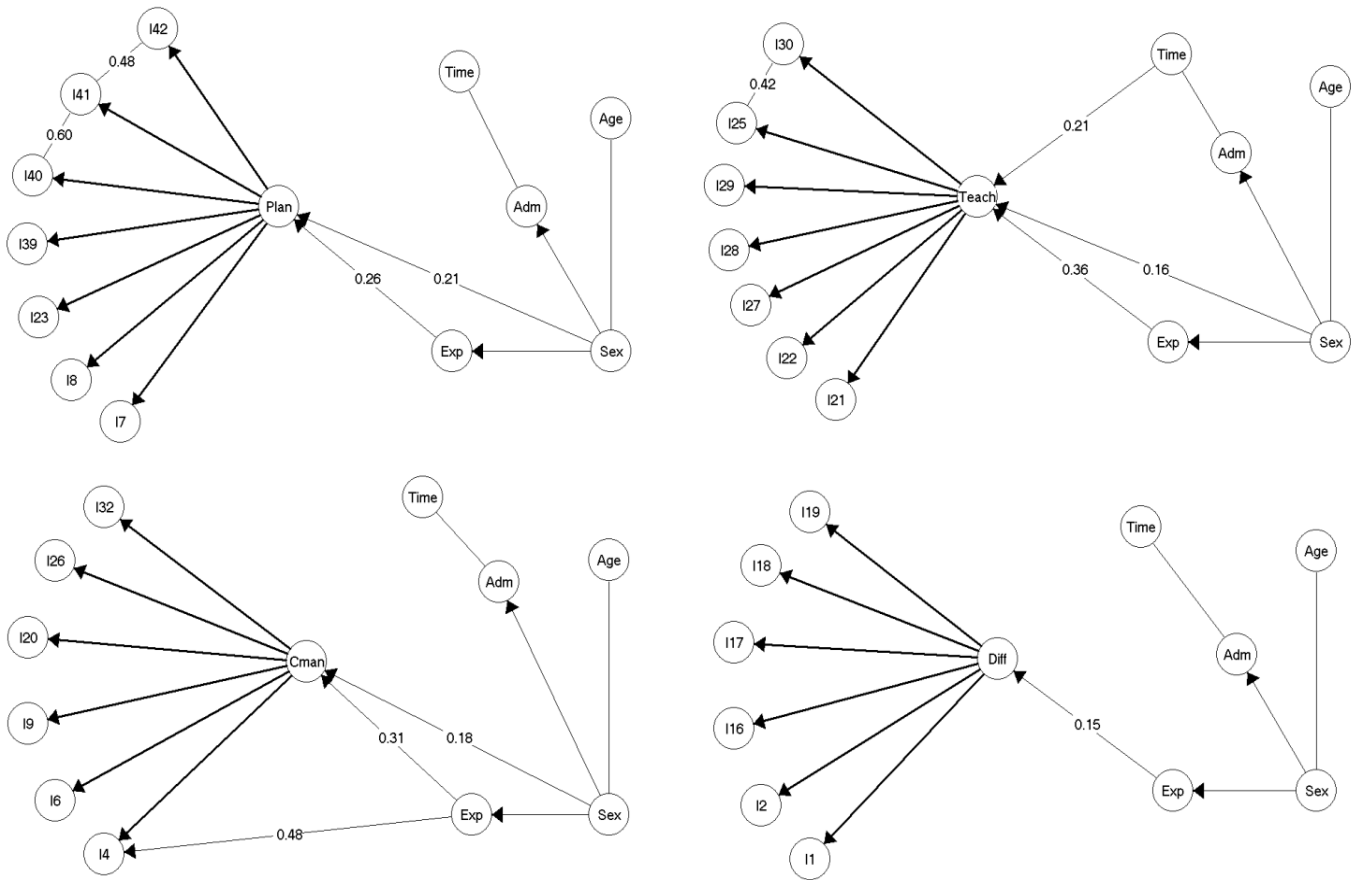 I42
0.48
Time
I41
Age
0.60
I40
Plan
Adm
I39
0.26
0.21
I23
Exp
Sex
I8
I7
I30
Time
0.42
Age
I25
0.21
Adm
I29
Teach
I28
0.36
0.16
I27
Exp
Sex
I22
I21
I32
Time
I26
Age
Adm
I20
Cman
I9
0.31
0.18
I6
Exp
Sex
0.48
I4
I19
Time
I18
Age
I17
Diff
Adm
I16
0.15
I2
Exp
Sex
I1